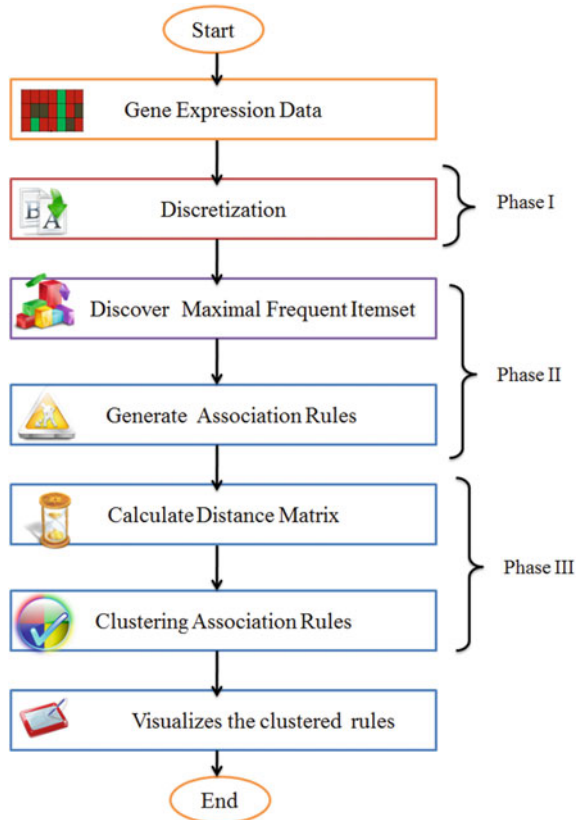 Start
Gene Expression Data
B A
Discretization
Phase I
Discover Maximal Frequent Itemset
Phase II
Generate Association Rules
Calculate Distance Matrix
Phase III
Clustering Association Rules
Visualizes the clustered rules
End